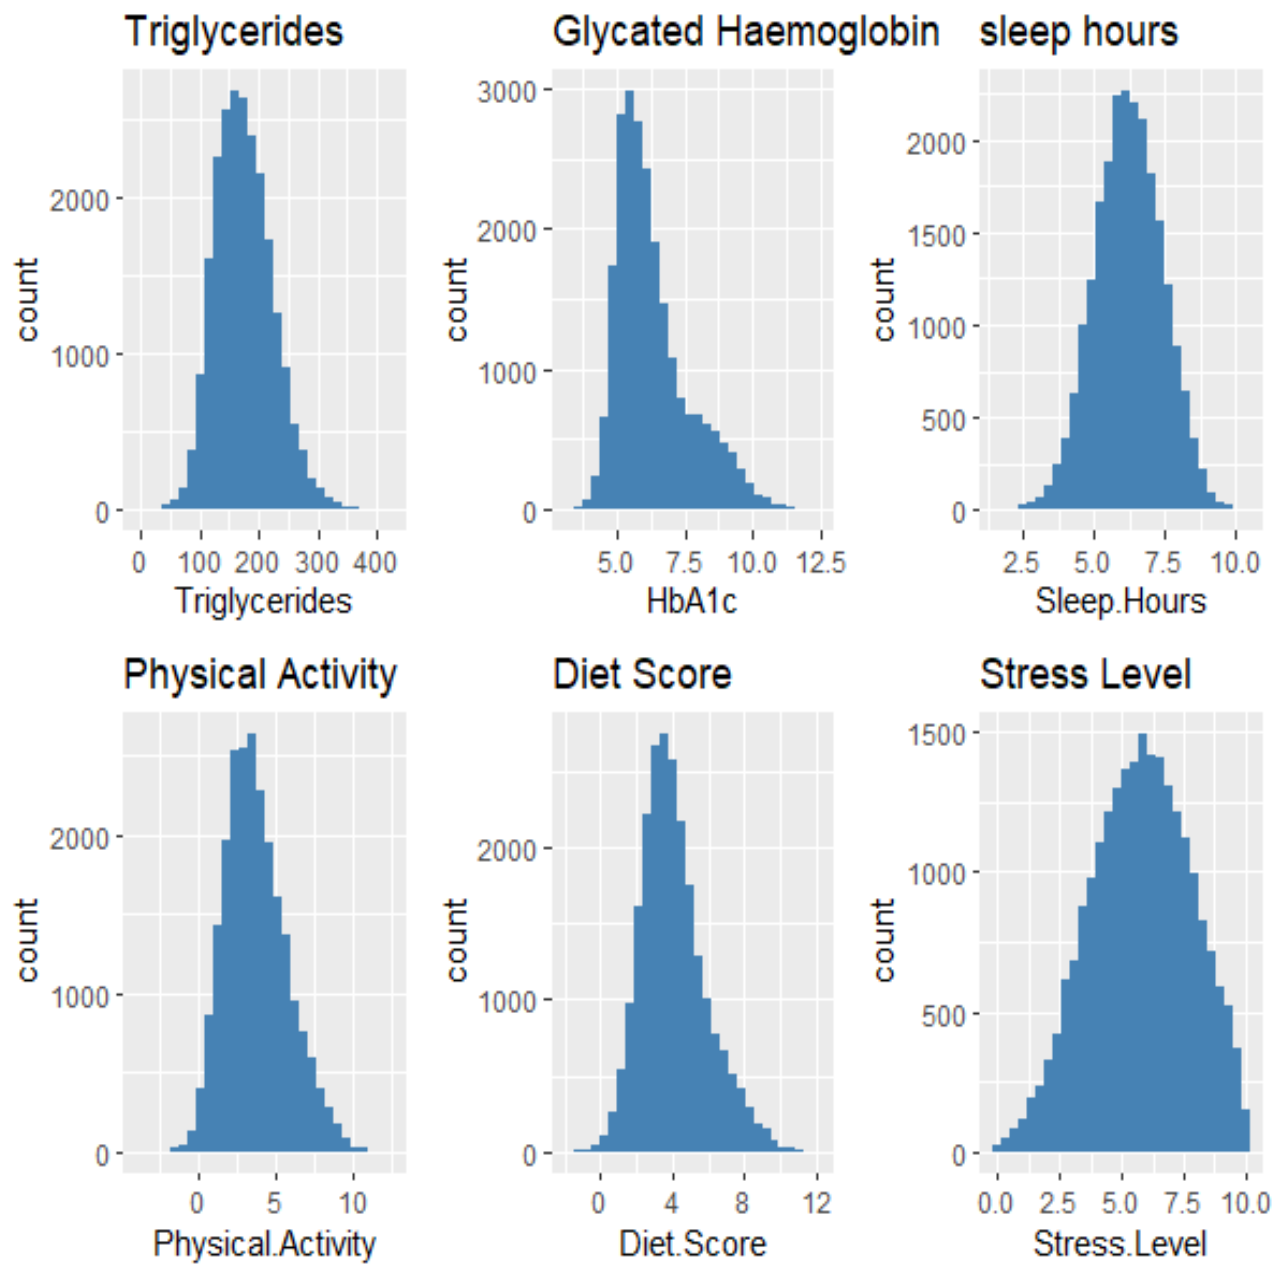 Triglycerides
Glycated Haemoglobin
sleep hours
count
2000
1000
0
0 100 200 300 400
Triglycerides
count
3000
2000
1000
0
5.0 7.5 10.0 12.5
HbA1c
count
2000
1500
1000
500
0
2.5 5.0 7.5 10.0
Sleep.Hours
Physical Activity
Diet Score
Stress Level
count
2000
1000
0
0 5 10
Physical.Activity
count
2000
1000
0
0 4 8 12
Diet.Score
count
1500
1000
500
0
0.0 2.5 5.0 7.5 10.0
Stress.Level